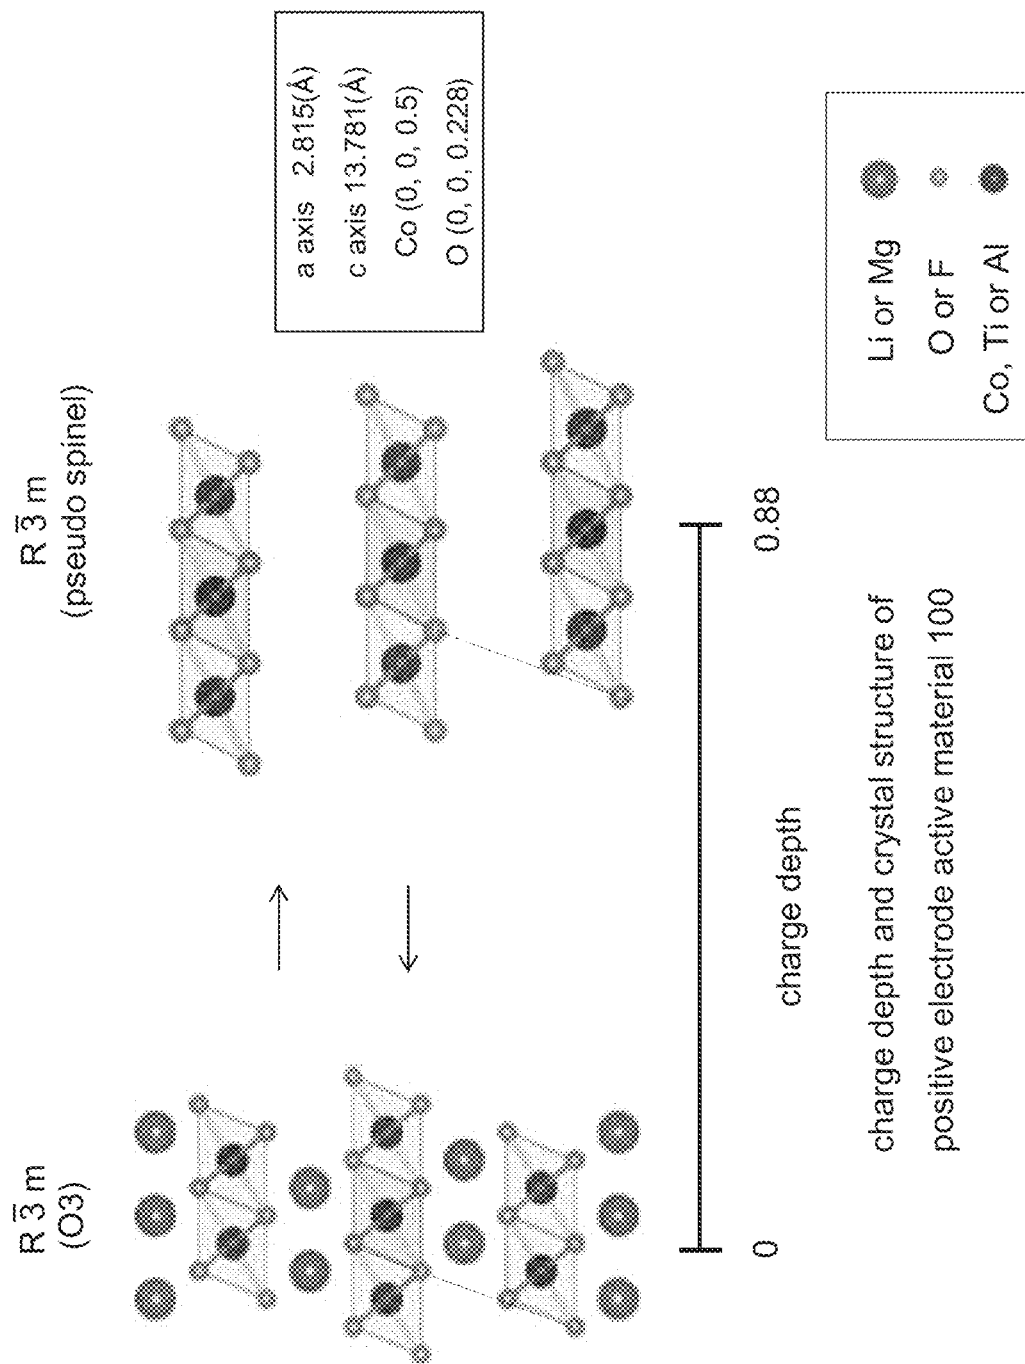 R 3̅ m
(O3)
R 3̅ m
(pseudo spinel)
a axis 2.815(Å)
c axis 13.781(Å)
Co (0, 0, 0.5)
O (0, 0, 0.228)
0
0.88
charge depth
charge depth and crystal structure of
positive electrode active material 100
Li or Mg
O or F
Co, Ti or Al